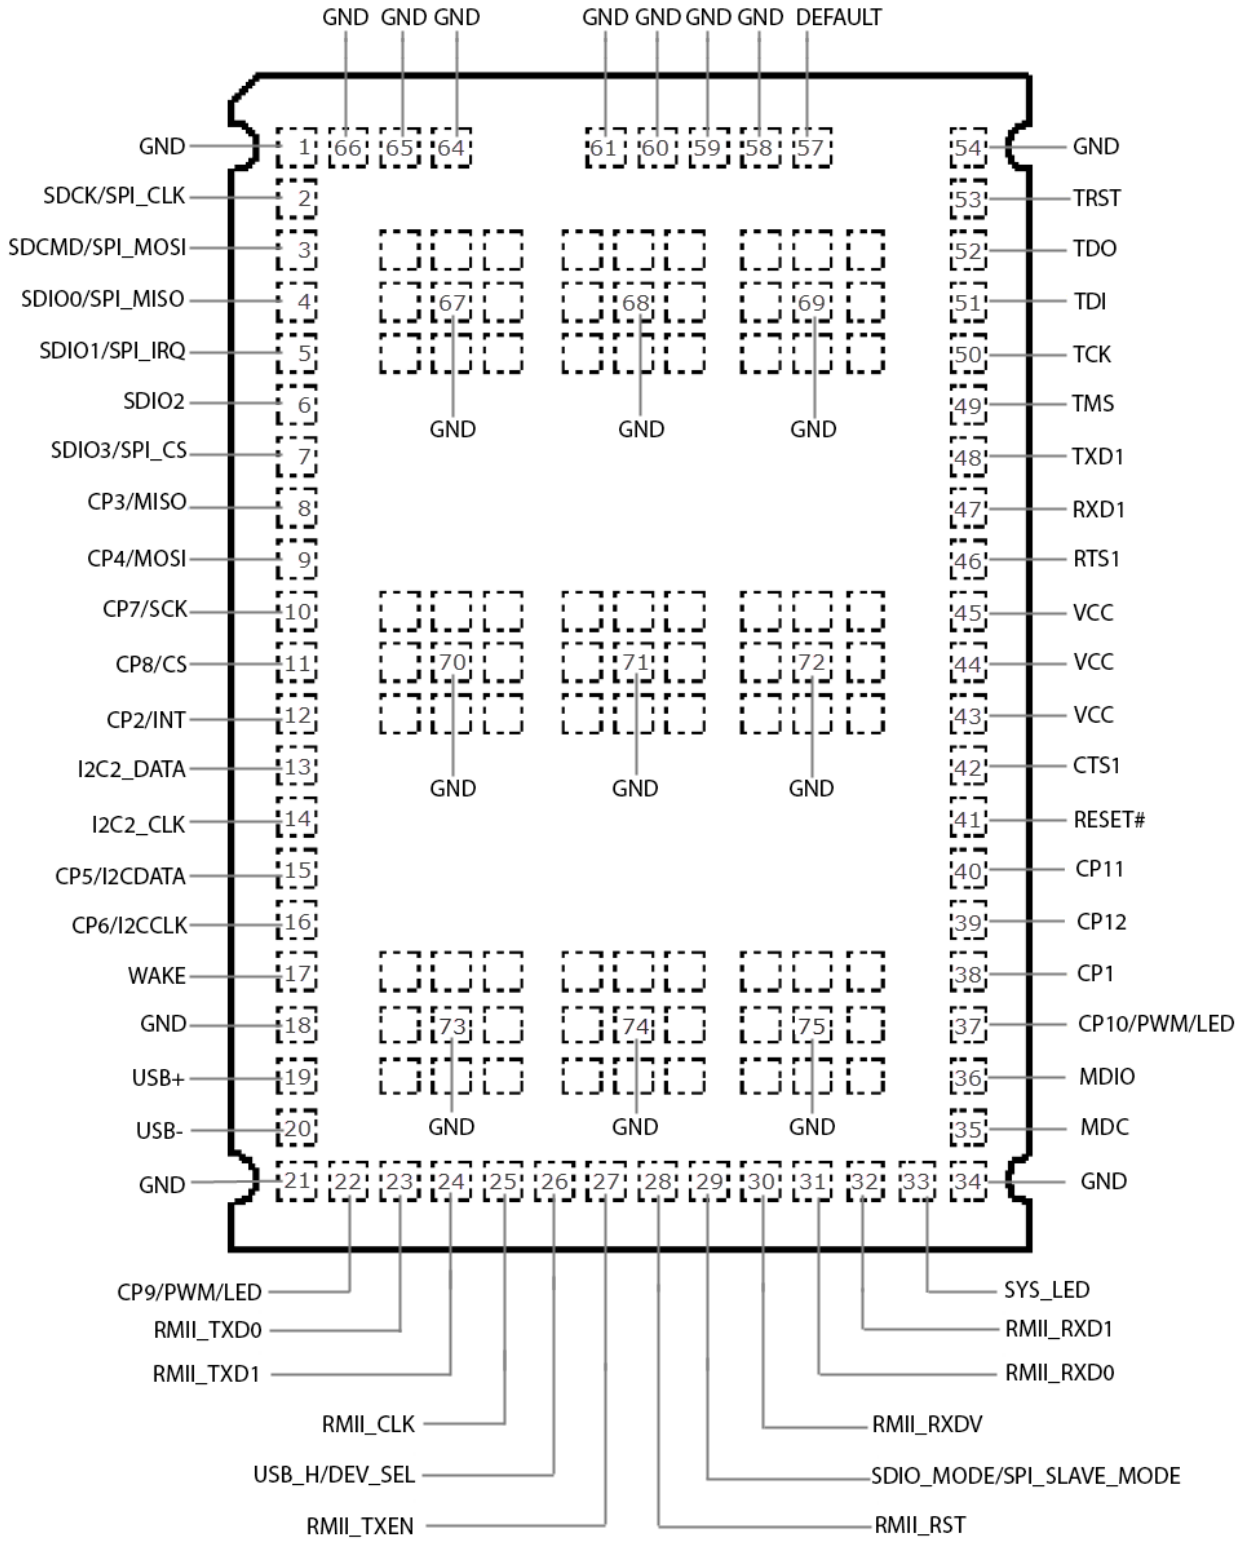 GND GND GND GND GND GND GND DEFAULT
GND 1 66 65 64 61 60 59 58 57 54 GND
SDCK/SPI_CLK 2 53 TRST
SDCMD/SPI_MOSI 3 52 TDO
SDIO0/SPI_MISO 4 67 68 69 51 TDI
SDIO1/SPI_IRQ 5 50 TCK
SDIO2 6 49 TMS
GND GND GND
SDIO3/SPI_CS 7 48 TXD1
CP3/MISO 8 47 RXD1
CP4/MOSI 9 46 RTS1
CP7/SCK 10 45 VCC
CP8/CS 11 70 71 72 44 VCC
CP2/INT 12 43 VCC
I2C2_DATA 13 42 CTS1
GND GND GND
I2C2_CLK 14 41 RESET#
CP5/I2CDATA 15 40 CP11
CP6/I2CCLK 16 39 CP12
WAKE 17 38 CP1
GND 18 73 74 75 37 CP10/PWM/LED
USB+ 19 36 MDIO
USB- 20 35 MDC
GND GND GND
GND 21 22 23 24 25 26 27 28 29 30 31 32 33 34 GND
CP9/PWM/LED SYS_LED
RMII_TXD0 RMII_RXD1
RMII_TXD1 RMII_RXD0
RMII_CLK RMII_RXDV
USB_H/DEV_SEL SDIO_MODE/SPI_SLAVE_MODE
RMII_TXEN RMII_RST